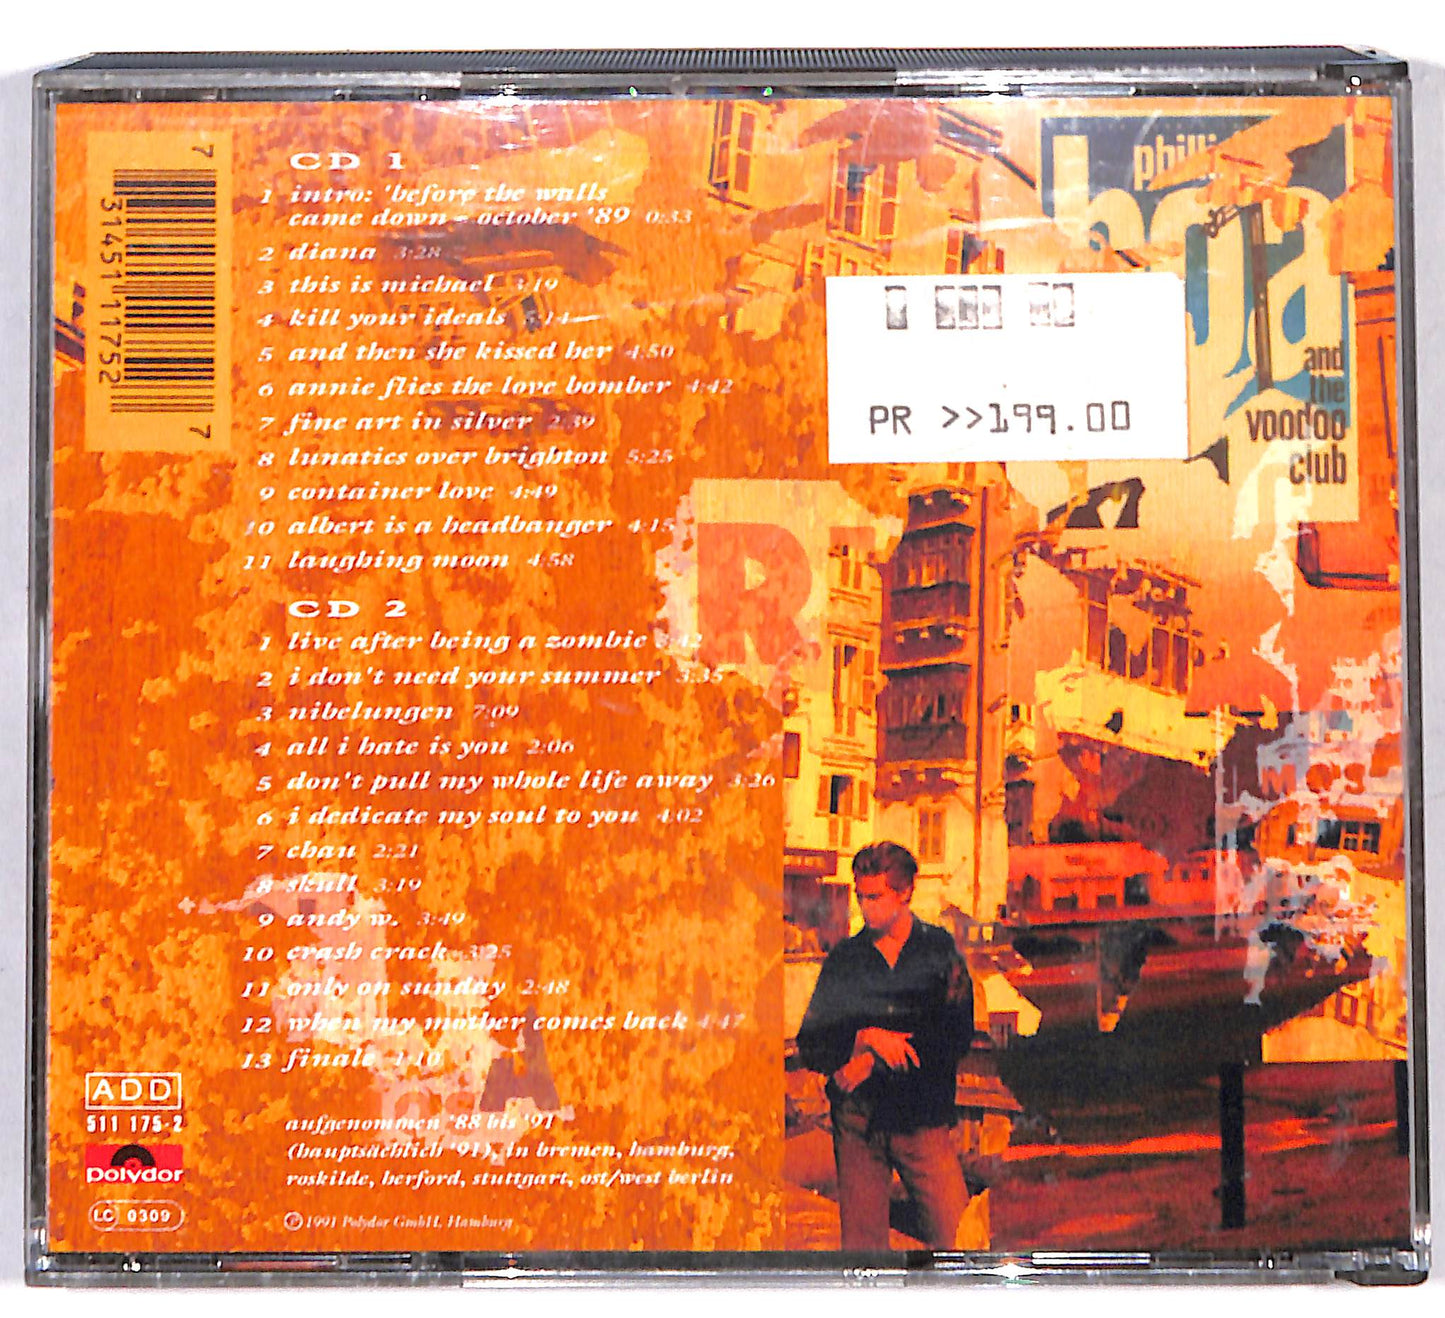 7 31451 11752 7
CD 1
1 intro: 'before the walls
came down - october '89 0:33
2 diana 3:28
3 this is michael 3:19
4 kill your ideals 5:14
5 and then she kissed her 4:50
6 annie flies the love bomber 4:42
7 fine art in silver 2:39
8 lunatics over brighton 5:25
9 container love 4:49
10 albert is a headbanger 4:15
11 laughing moon 4:58
CD 2
1 live after being a zombie
2 i don't need your summer 3:35
3 nibelungen 7:09
4 all i hate is you 2:06
5 don't pull my whole life away 3:26
6 i dedicate my soul to you 4:02
7 chau 2:21
8 skull 3:19
9 andy w. 3:49
10 crash crack 3:25
11 only on sunday 2:48
12 when my mother comes back 4:47
13 finale 1:10
aufgenommen '88 bis '91
(hauptsächlich '91), in bremen, hamburg,
roskilde, herford, stuttgart, ost/west berlin
℗ 1991 Polydor GmbH, Hamburg
ADD
511 175-2
polydor
LC 0309
PR >>199.00
boa
and
the
voodoo
club
R
A